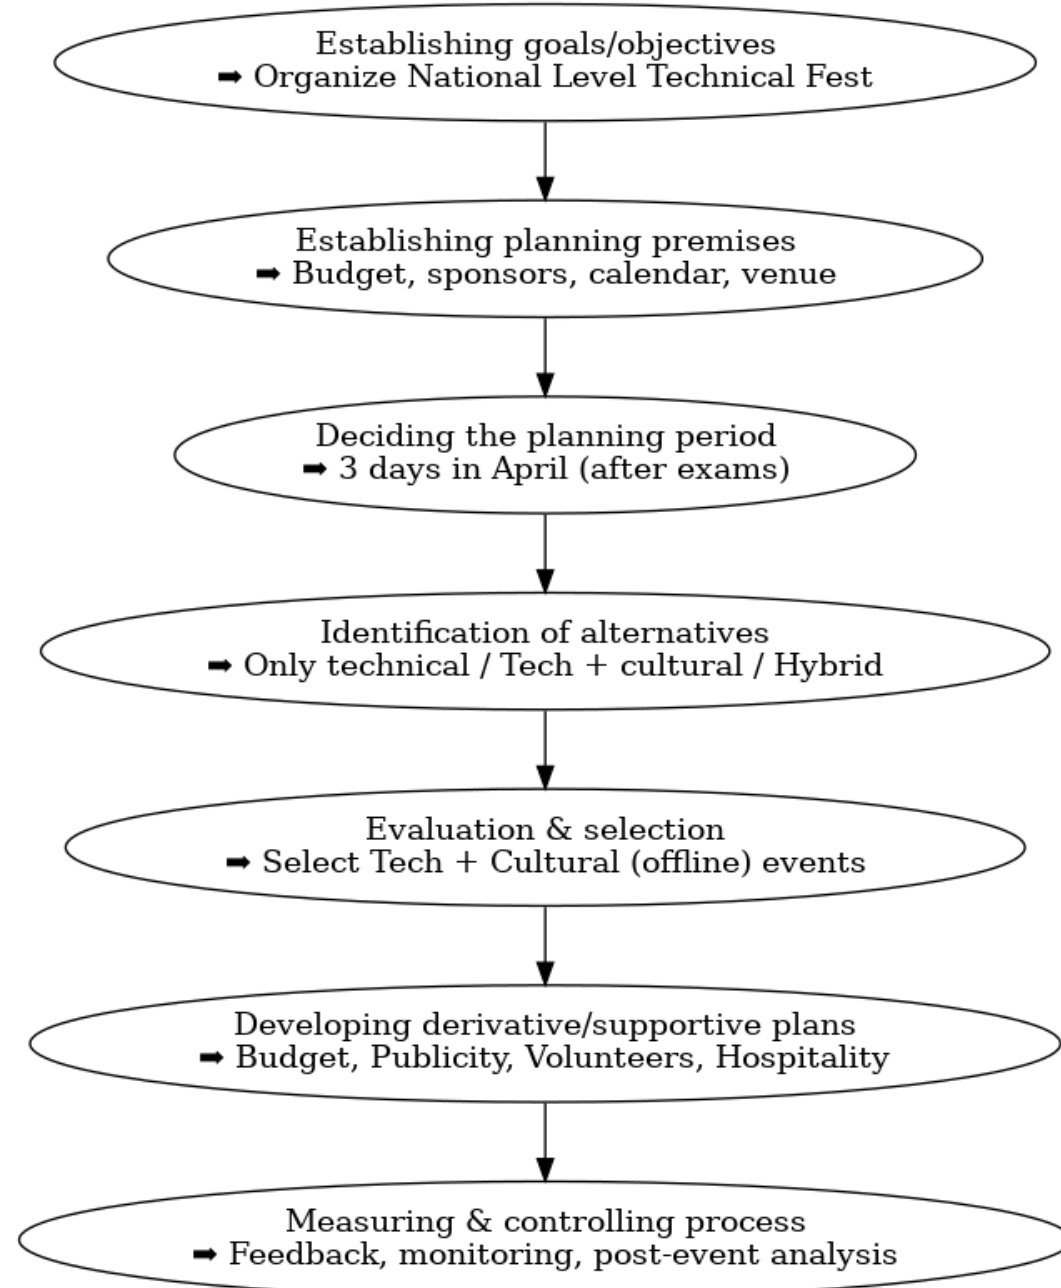 Establishing goals/objectives
➡ Organize National Level Technical Fest
Establishing planning premises
➡ Budget, sponsors, calendar, venue
Deciding the planning period
➡ 3 days in April (after exams)
Identification of alternatives
➡ Only technical / Tech + cultural / Hybrid
Evaluation & selection
➡ Select Tech + Cultural (offline) events
Developing derivative/supportive plans
➡ Budget, Publicity, Volunteers, Hospitality
Measuring & controlling process
➡ Feedback, monitoring, post-event analysis